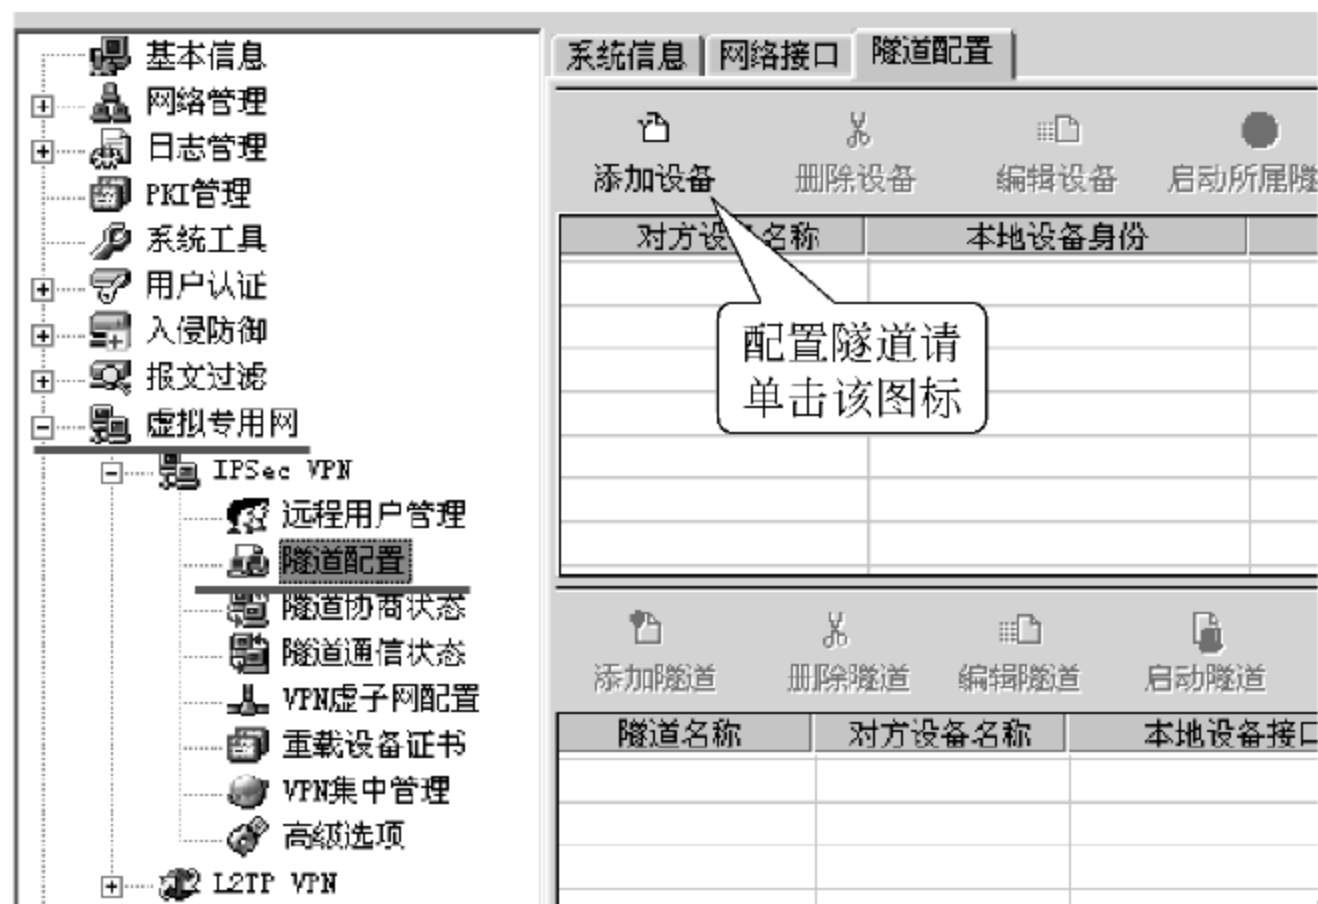 基本信息
网络管理
日志管理
PKI管理
系统工具
用户认证
入侵防御
报文过滤
虚拟专用网
IPSec VPN
远程用户管理
隧道配置
隧道协商状态
隧道通信状态
VPN虚子网配置
重载设备证书
VPN集中管理
高级选项
L2TP VPN
系统信息 网络接口 隧道配置
添加设备 删除设备 编辑设备 启动所属隧
对方设备名称 本地设备身份
配置隧道请
单击该图标
添加隧道 删除隧道 编辑隧道 启动隧道
隧道名称 对方设备名称 本地设备接口